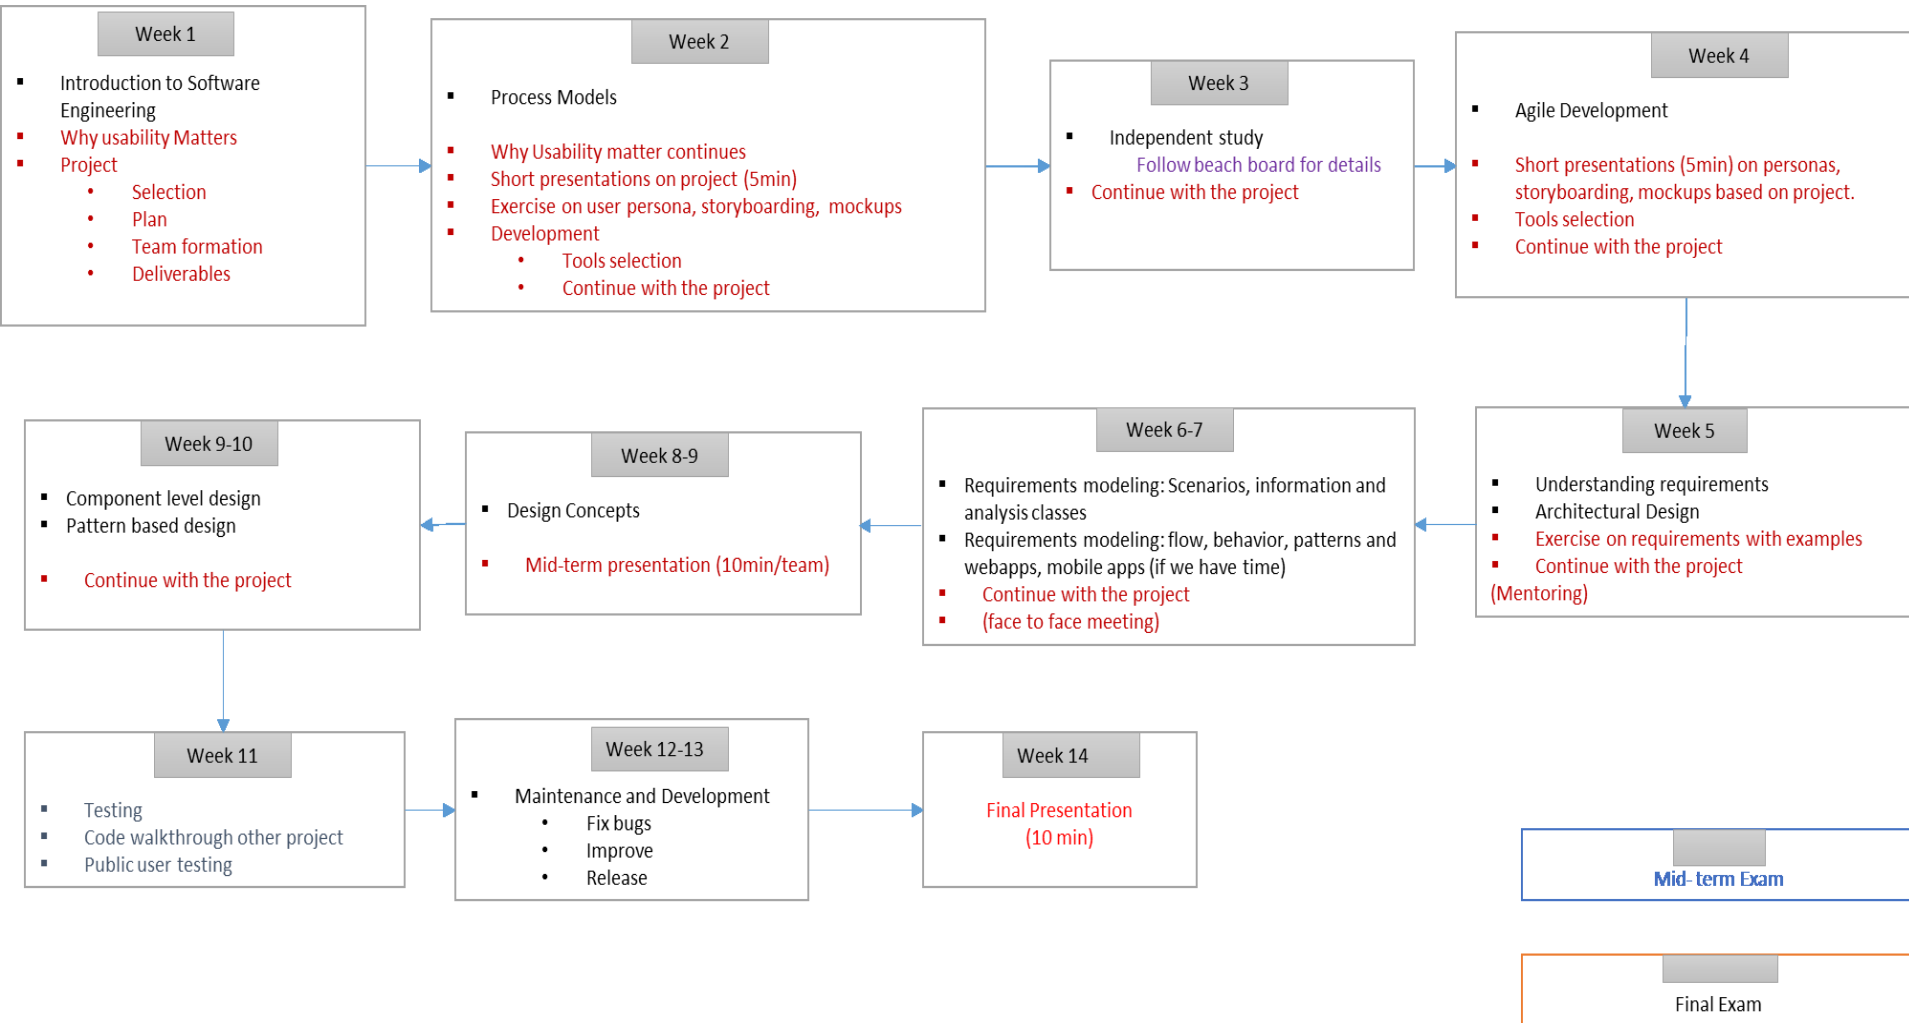 Week 1
▪ Introduction to Software
Engineering
▪ Why usability Matters
▪ Project
• Selection
• Plan
• Team formation
• Deliverables
Week 2
▪ Process Models
▪ Why Usability matter continues
▪ Short presentations on project (5min)
▪ Exercise on user persona, storyboarding, mockups
▪ Development
• Tools selection
• Continue with the project
Week 3
▪ Independent study
Follow beach board for details
▪ Continue with the project
Week 4
▪ Agile Development
▪ Short presentations (5min) on personas,
storyboarding, mockups based on project.
▪ Tools selection
▪ Continue with the project
Week 5
▪ Understanding requirements
▪ Architectural Design
▪ Exercise on requirements with examples
▪ Continue with the project
(Mentoring)
Week 6-7
▪ Requirements modeling: Scenarios, information and
analysis classes
▪ Requirements modeling: flow, behavior, patterns and
webapps, mobile apps (if we have time)
▪ Continue with the project
▪ (face to face meeting)
Week 8-9
▪ Design Concepts
▪ Mid-term presentation (10min/team)
Week 9-10
▪ Component level design
▪ Pattern based design
▪ Continue with the project
Week 11
▪ Testing
▪ Code walkthrough other project
▪ Public user testing
Week 12-13
▪ Maintenance and Development
• Fix bugs
• Improve
• Release
Week 14
Final Presentation
(10 min)
Mid- term Exam
Final Exam